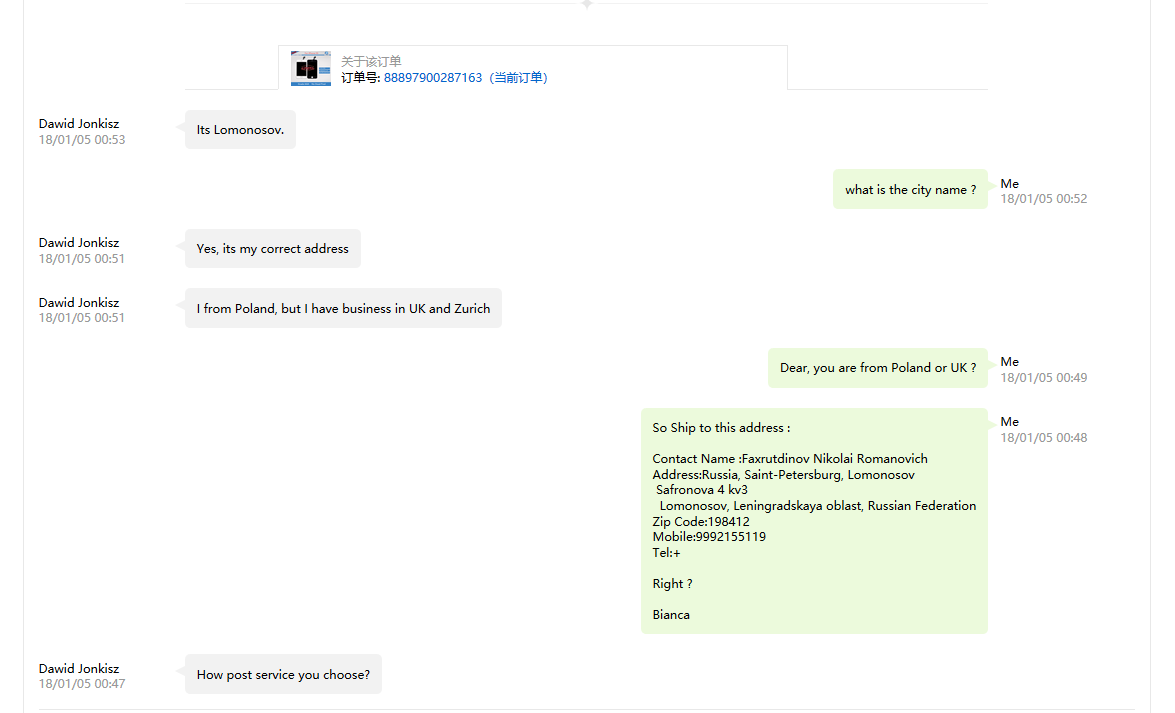 关于该订单
订单号: 88897900287163 (当前订单)
Dawid Jonkisz
18/01/05 00:53
Its Lomonosov.
what is the city name ?
Me
18/01/05 00:52
Dawid Jonkisz
18/01/05 00:51
Yes, its my correct address
Dawid Jonkisz
18/01/05 00:51
I from Poland, but I have business in UK and Zurich
Dear, you are from Poland or UK ?
Me
18/01/05 00:49
So Ship to this address :
Me
18/01/05 00:48
Contact Name :Faxrutdinov Nikolai Romanovich
Address:Russia, Saint-Petersburg, Lomonosov
Safronova 4 kv3
Lomonosov, Leningradskaya oblast, Russian Federation
Zip Code:198412
Mobile:9992155119
Tel:+
Right ?
Bianca
Dawid Jonkisz
18/01/05 00:47
How post service you choose?